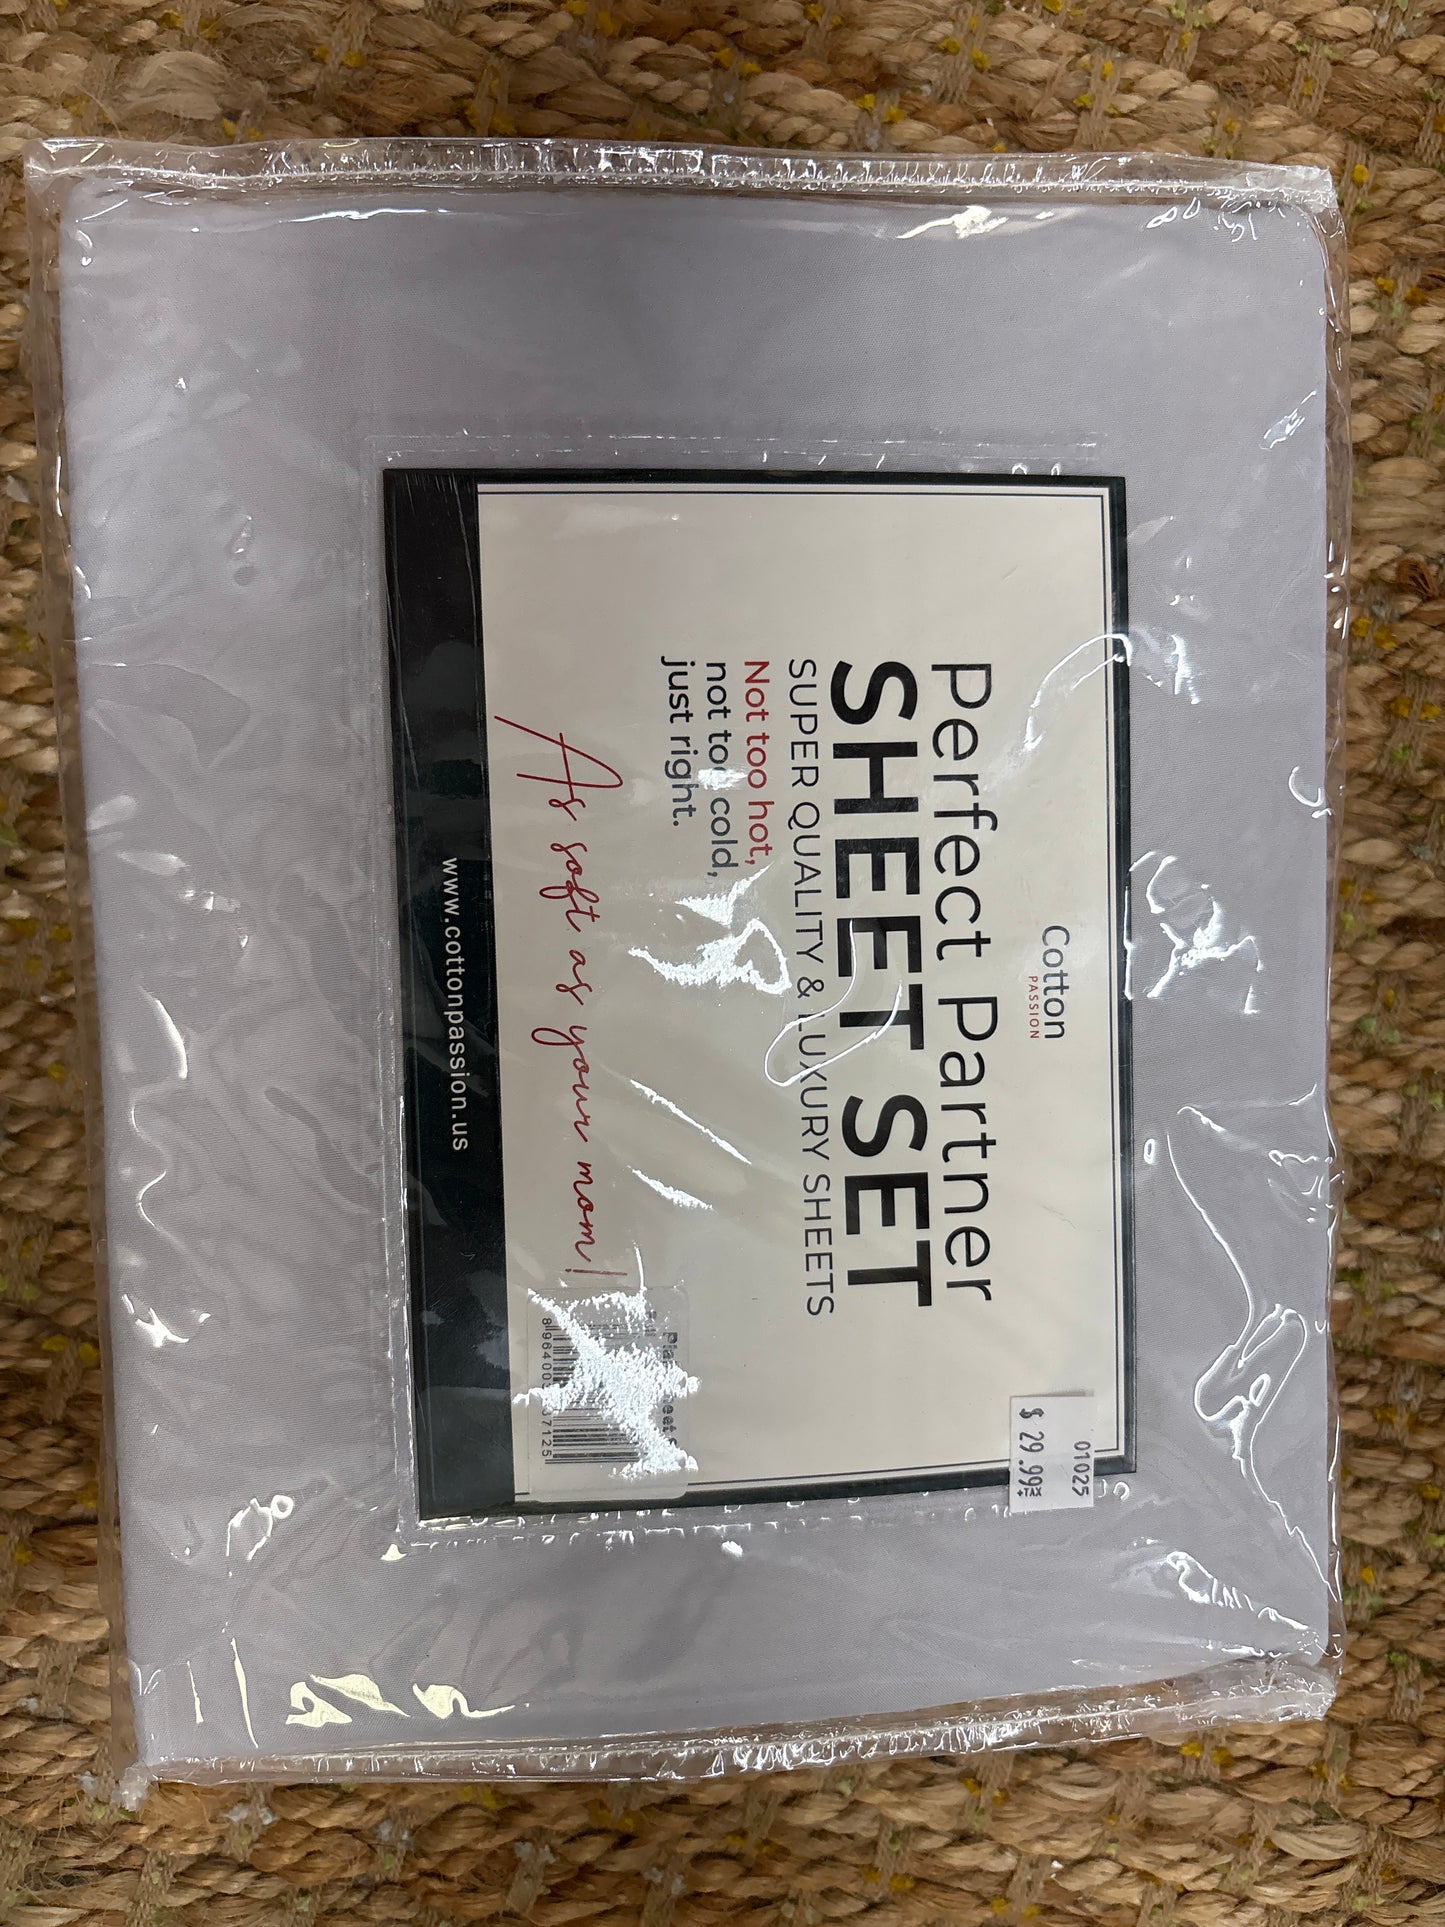 Cotton
PASSION
Perfect Partner
SHEET SET
SUPER QUALITY & LUXURY SHEETS
Not too hot,
not too cold,
just right.
As soft as your mom!
www.cottonpassion.us
01025
$ 29.99 +TAX